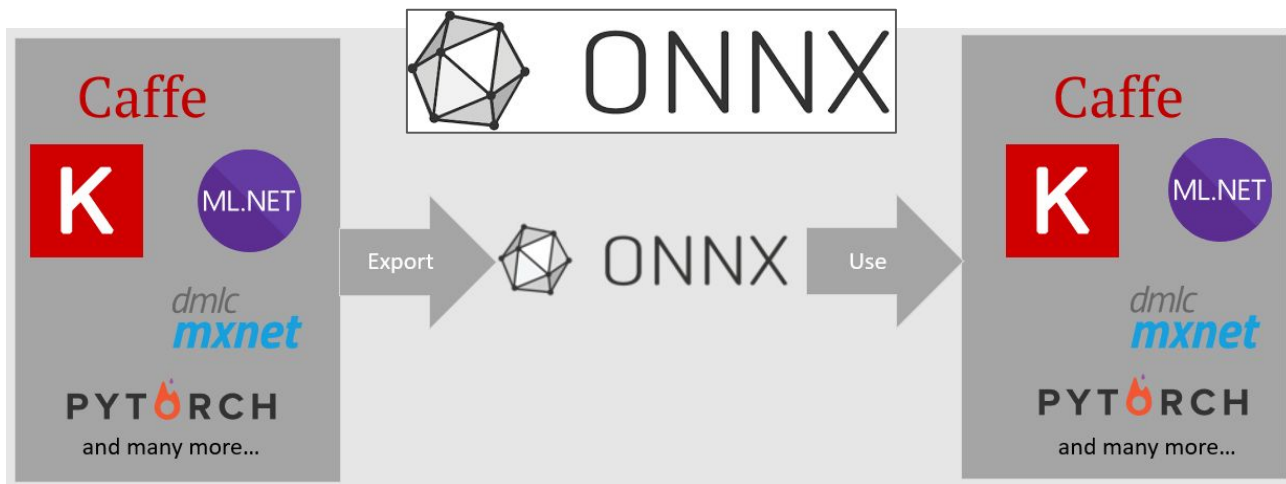 ONNX
Caffe
K
ML.NET
dmlc
mxnet
PYTORCH
and many more...
Export
ONNX
Use
Caffe
K
ML.NET
dmlc
mxnet
PYTORCH
and many more...